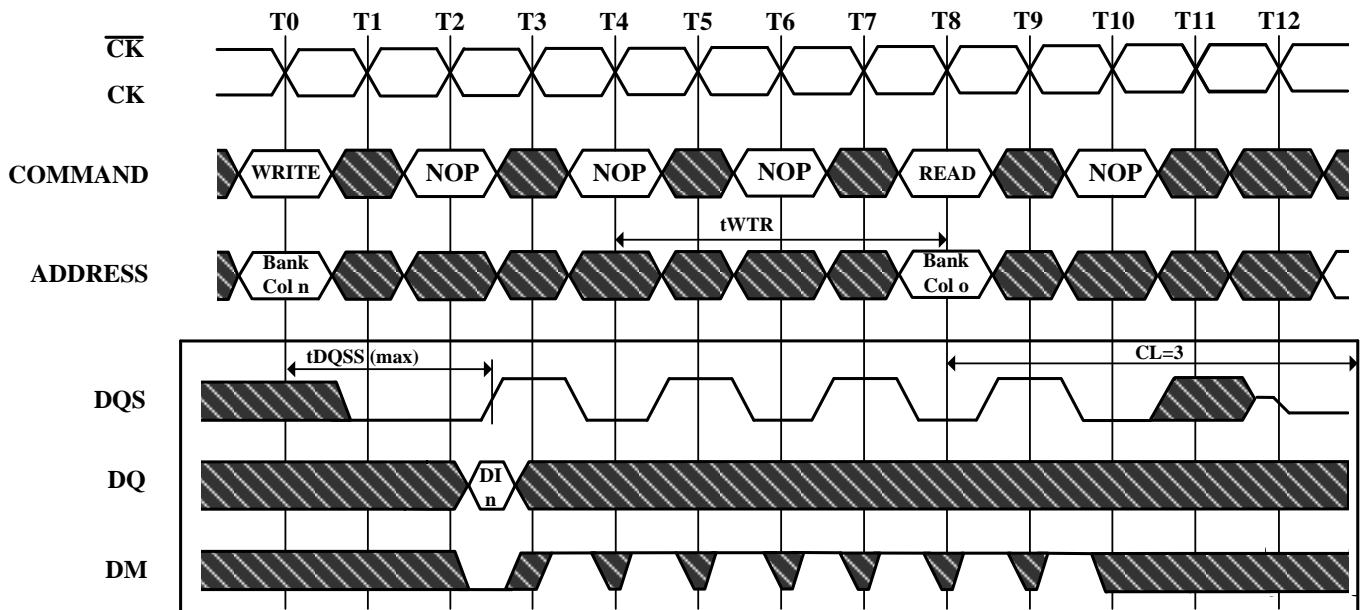 T0 T1 T2 T3 T4 T5 T6 T7 T8 T9 T10 T11 T12
CK
CK
COMMAND WRITE NOP NOP NOP READ NOP
tWTR
ADDRESS Bank Col n Bank Col o
tDQSS (max) CL=3
DQS
DQ DI n
DM